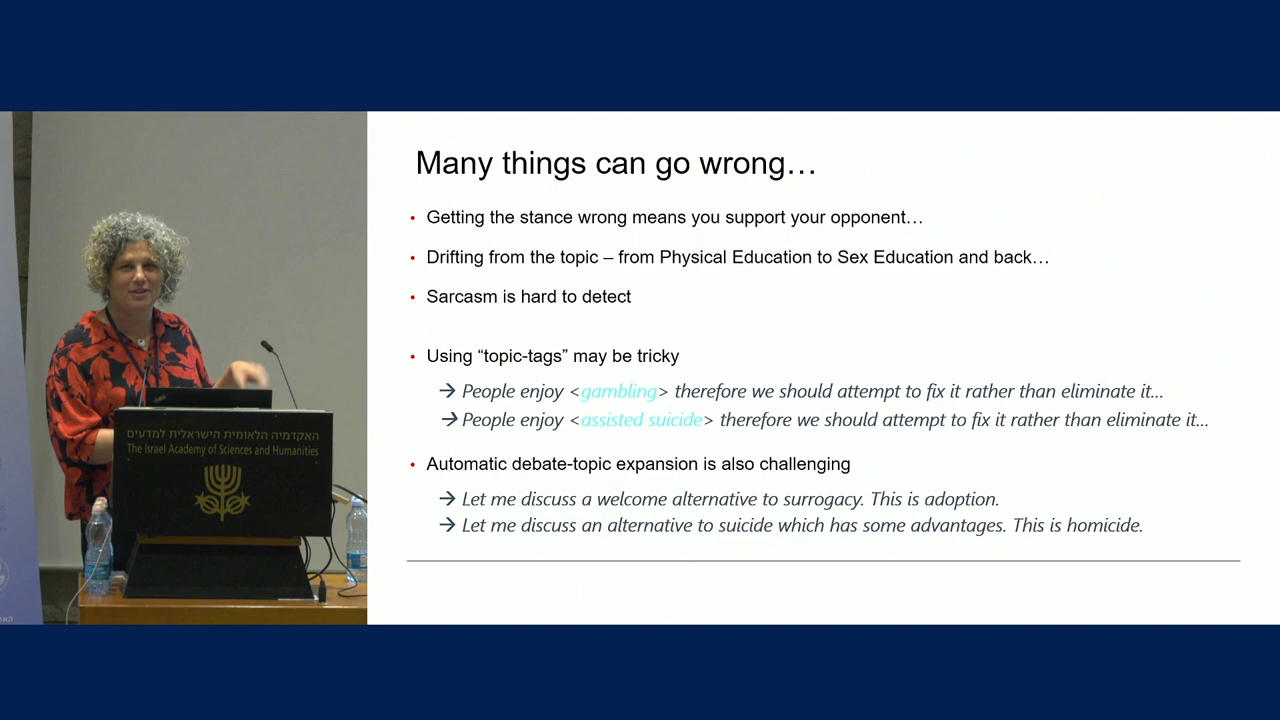 Many things can go wrong…
• Getting the stance wrong means you support your opponent…
• Drifting from the topic – from Physical Education to Sex Education and back…
• Sarcasm is hard to detect
• Using “topic-tags” may be tricky
→ People enjoy <gambling> therefore we should attempt to fix it rather than eliminate it…
→ People enjoy <assisted suicide> therefore we should attempt to fix it rather than eliminate it…
• Automatic debate-topic expansion is also challenging
→ Let me discuss a welcome alternative to surrogacy. This is adoption.
→ Let me discuss an alternative to suicide which has some advantages. This is homicide.
האקדמיה הלאומית הישראלית למדעים
The Israel Academy of Sciences and Humanities